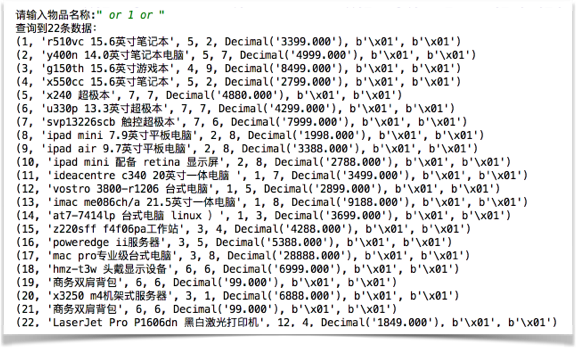 请输入物品名称:" or 1 or "
查询到22条数据:
(1, 'r510vc 15.6英寸笔记本', 5, 2, Decimal('3399.000'), b'\x01', b'\x01')
(2, 'y400n 14.0英寸笔记本电脑', 5, 7, Decimal('4999.000'), b'\x01', b'\x01')
(3, 'g150th 15.6英寸游戏本', 4, 9, Decimal('8499.000'), b'\x01', b'\x01')
(4, 'x550cc 15.6英寸笔记本', 5, 2, Decimal('2799.000'), b'\x01', b'\x01')
(5, 'x240 超极本', 7, 7, Decimal('4880.000'), b'\x01', b'\x01')
(6, 'u330p 13.3英寸超极本', 7, 7, Decimal('4299.000'), b'\x01', b'\x01')
(7, 'svp13226scb 触控超极本', 7, 6, Decimal('7999.000'), b'\x01', b'\x01')
(8, 'ipad mini 7.9英寸平板电脑', 2, 8, Decimal('1998.000'), b'\x01', b'\x01')
(9, 'ipad air 9.7英寸平板电脑', 2, 8, Decimal('3388.000'), b'\x01', b'\x01')
(10, 'ipad mini 配备 retina 显示屏', 2, 8, Decimal('2788.000'), b'\x01', b'\x01')
(11, 'ideacentre c340 20英寸一体电脑 ', 1, 7, Decimal('3499.000'), b'\x01', b'\x01')
(12, 'vostro 3800-r1206 台式电脑', 1, 5, Decimal('2899.000'), b'\x01', b'\x01')
(13, 'imac me086ch/a 21.5英寸一体电脑', 1, 8, Decimal('9188.000'), b'\x01', b'\x01')
(14, 'at7-7414lp 台式电脑 linux ) ', 1, 3, Decimal('3699.000'), b'\x01', b'\x01')
(15, 'z220sff f4f06pa工作站', 3, 4, Decimal('4288.000'), b'\x01', b'\x01')
(16, 'poweredge ii服务器', 3, 5, Decimal('5388.000'), b'\x01', b'\x01')
(17, 'mac pro专业级台式电脑', 3, 8, Decimal('28888.000'), b'\x01', b'\x01')
(18, 'hmz-t3w 头戴显示设备', 6, 6, Decimal('6999.000'), b'\x01', b'\x01')
(19, '商务双肩背包', 6, 6, Decimal('99.000'), b'\x01', b'\x01')
(20, 'x3250 m4机架式服务器', 3, 1, Decimal('6888.000'), b'\x01', b'\x01')
(21, '商务双肩背包', 6, 6, Decimal('99.000'), b'\x01', b'\x01')
(22, 'LaserJet Pro P1606dn 黑白激光打印机', 12, 4, Decimal('1849.000'), b'\x01', b'\x01')